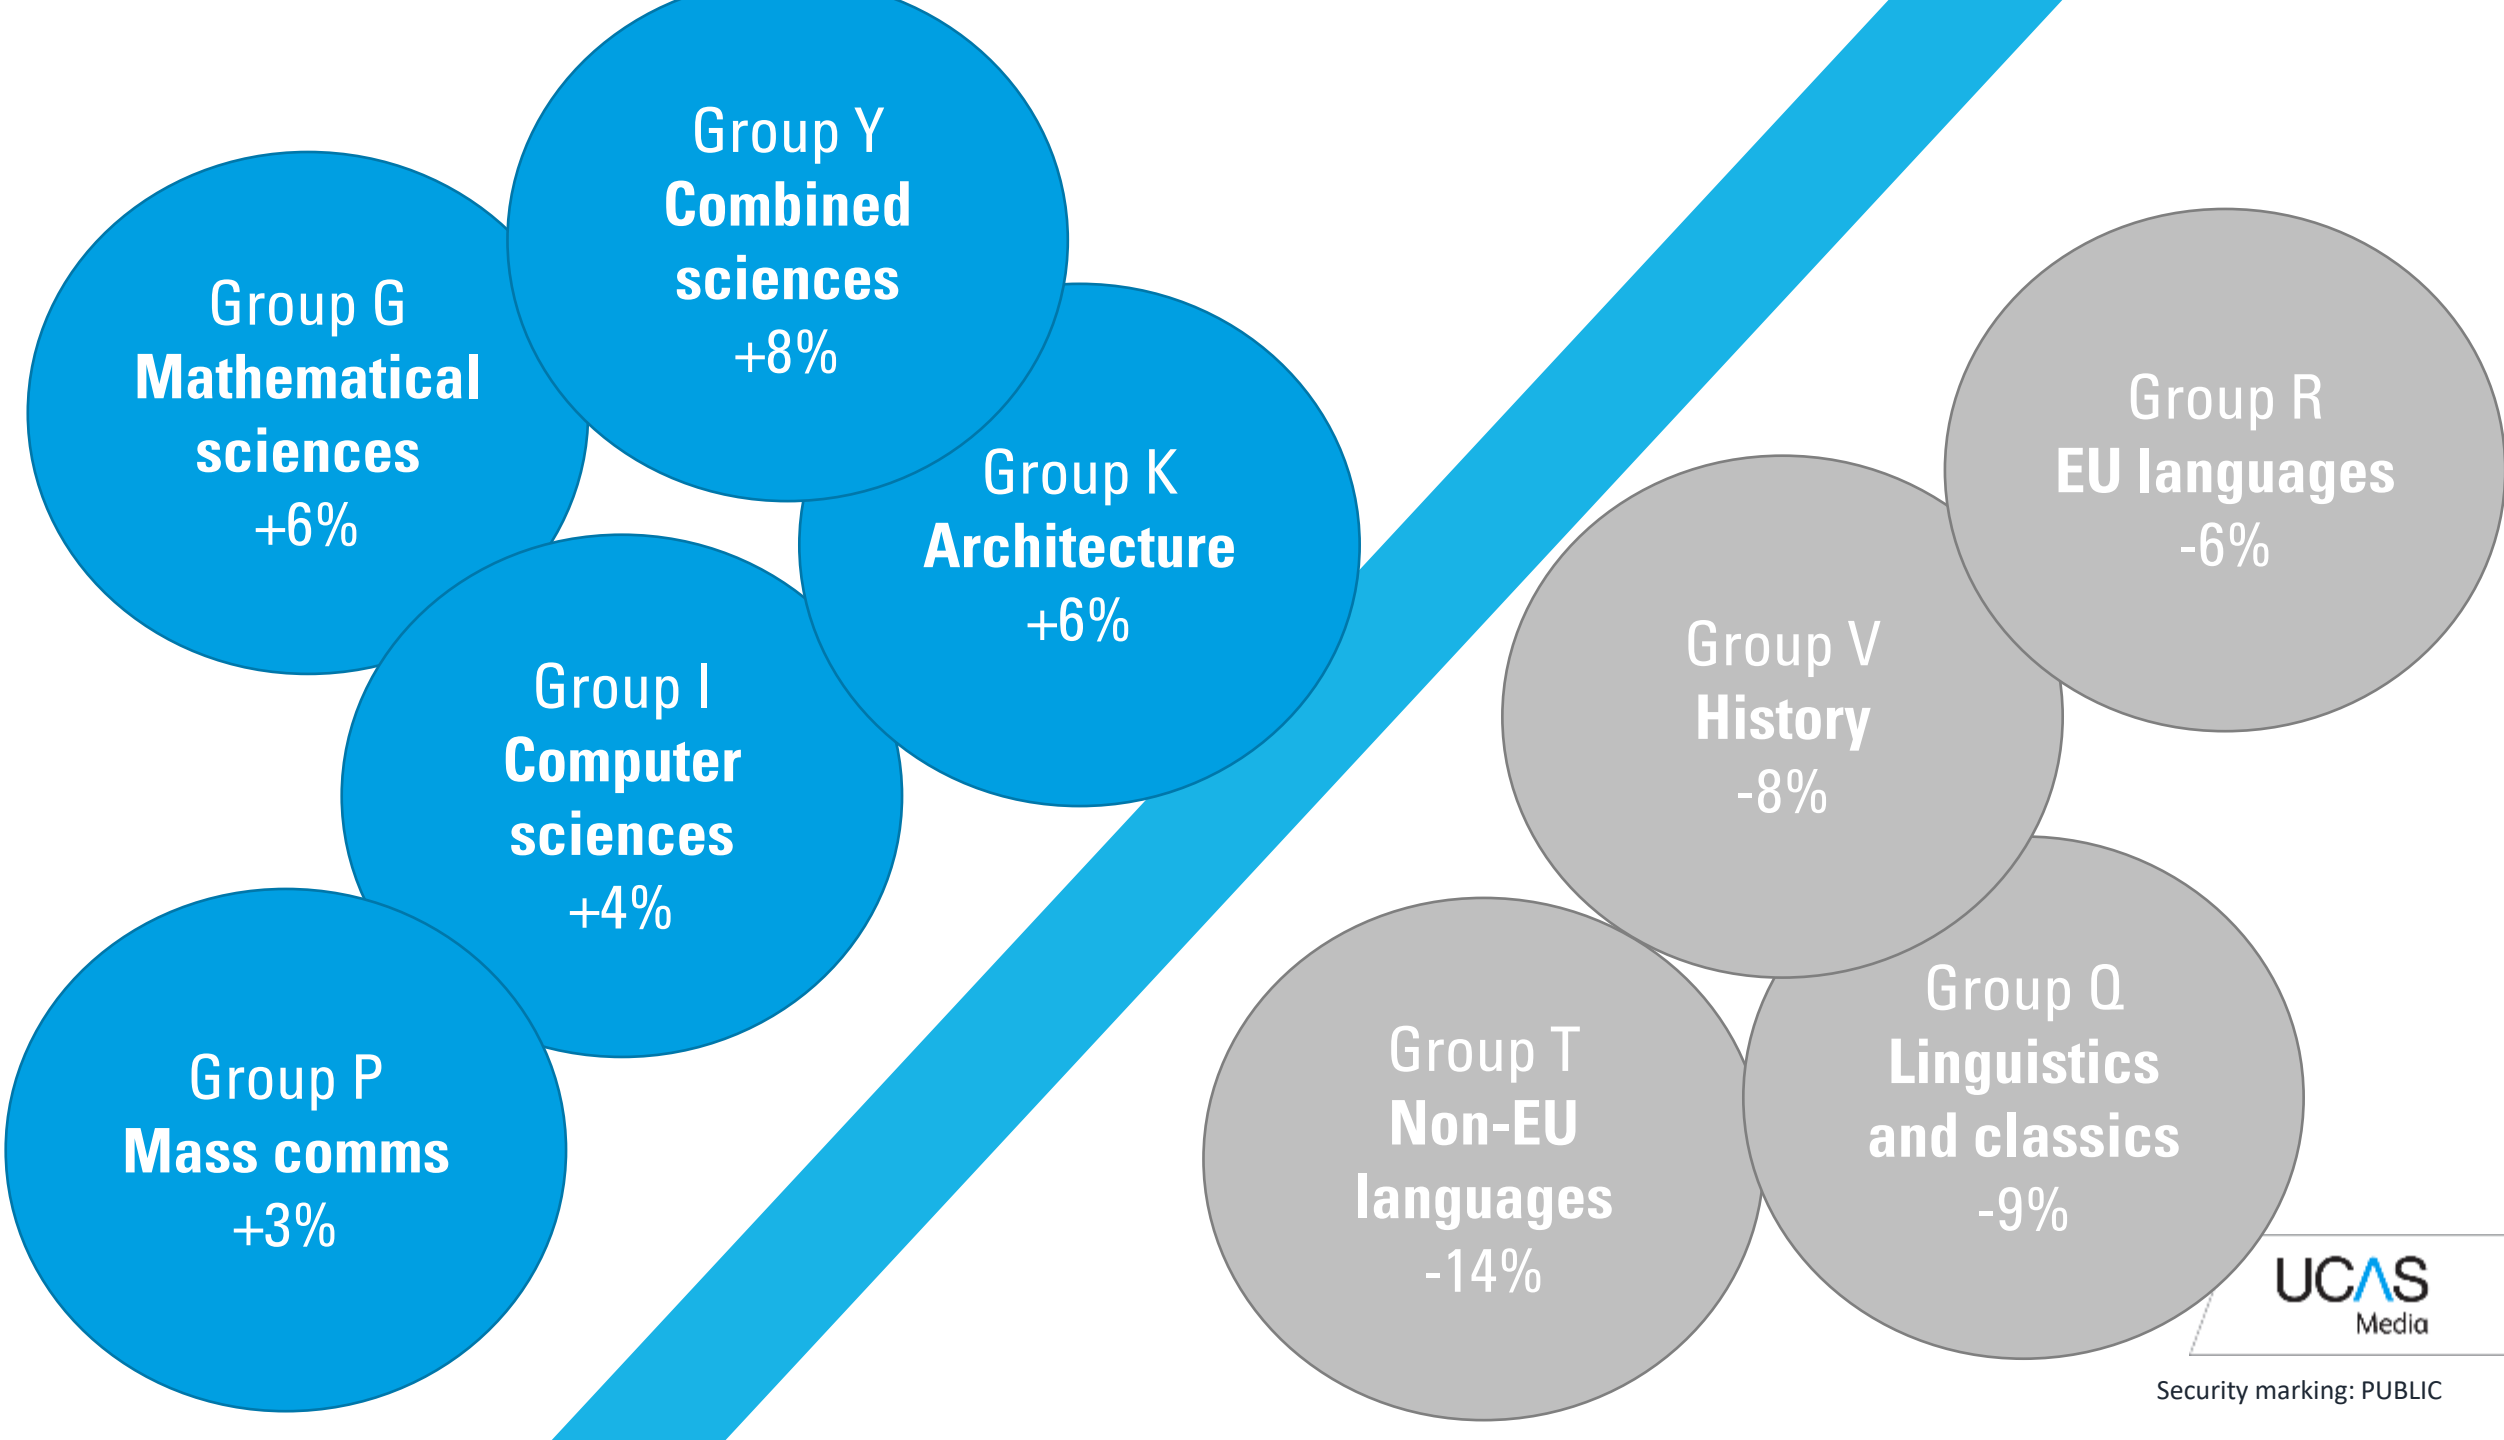 Group Y
Combined
sciences
+8%
Group G
Mathematical
sciences
+6%
Group K
Architecture
+6%
Group I
Computer
sciences
+4%
Group P
Mass comms
+3%
Group R
EU languages
-6%
Group V
History
-8%
Group T
Non-EU
languages
-14%
Group Q
Linguistics
and classics
-9%
UCAS
Media
Security marking: PUBLIC